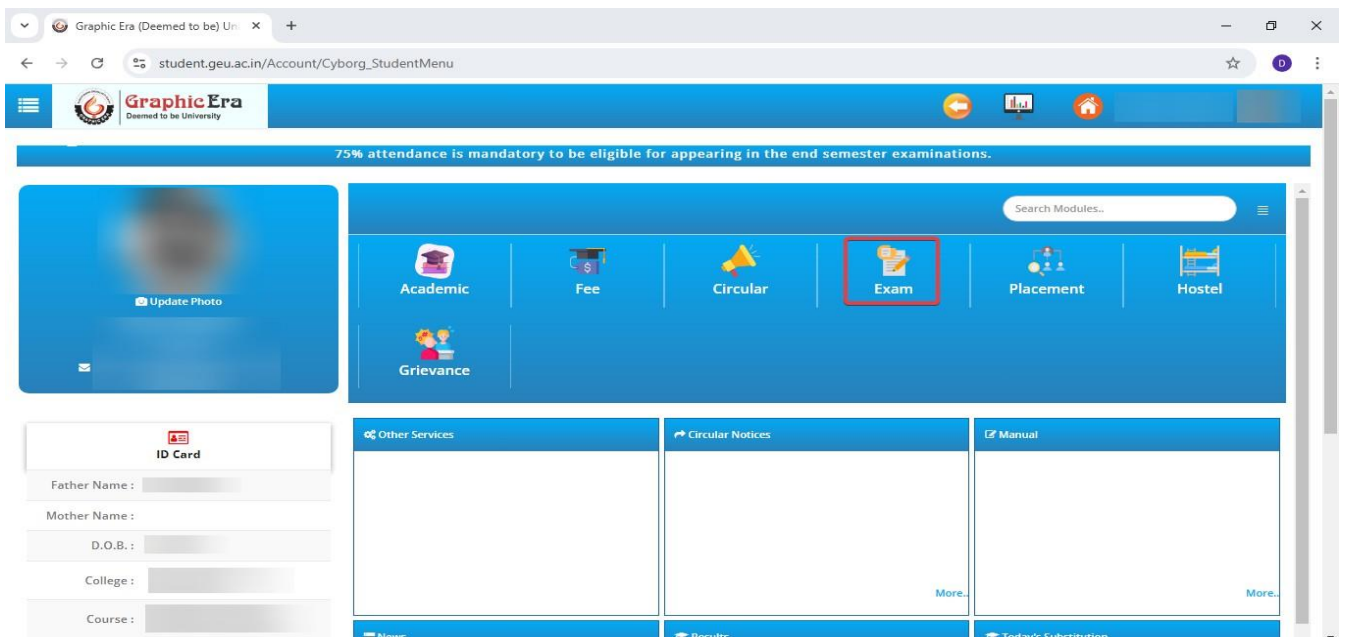 Graphic Era (Deemed to be) Un
student.geu.ac.in/Account/Cyborg_StudentMenu
D
Graphic Era
Deemed to be University
75% attendance is mandatory to be eligible for appearing in the end semester examinations.
Search Modules..
Update Photo
Academic
Fee
Circular
Exam
Placement
Hostel
Grievance
ID Card
Father Name :
Mother Name :
D.O.B. :
College :
Course :
Other Services
Circular Notices
More..
Manual
More..
News
Results
Today's Substitution